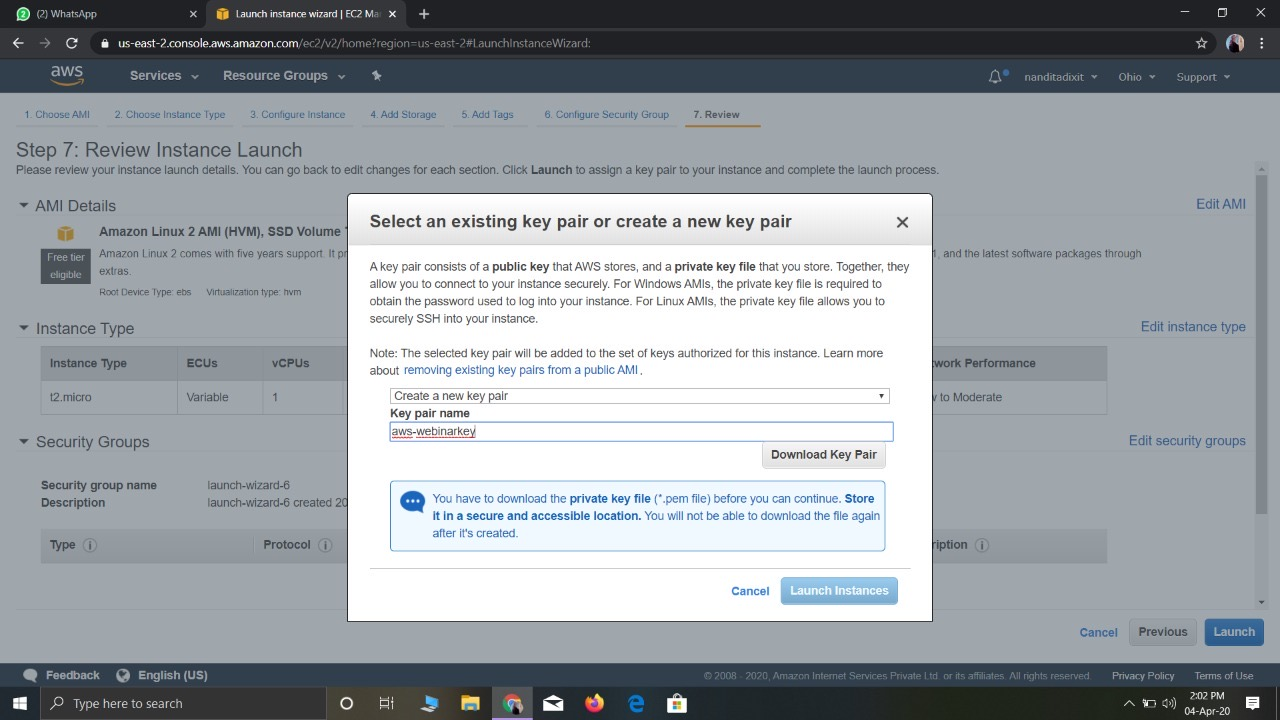 (2) WhatsApp
Launch instance wizard | EC2 Ma
us-east-2.console.aws.amazon.com/ec2/v2/home?region=us-east-2#LaunchInstanceWizard:
aws Services Resource Groups nanditadixit Ohio Support
1. Choose AMI 2. Choose Instance Type 3. Configure Instance 4. Add Storage 5. Add Tags 6. Configure Security Group 7. Review
Step 7: Review Instance Launch
Please review your instance launch details. You can go back to edit changes for each section. Click Launch to assign a key pair to your instance and complete the launch process.
AMI Details Edit AMI
Amazon Linux 2 AMI (HVM), SSD Volume
Free tier eligible
Amazon Linux 2 comes with five years support. It pr
1, and the latest software packages through
extras.
Root Device Type: ebs Virtualization type: hvm
Instance Type Edit instance type
Instance Type ECUs vCPUs work Performance
t2.micro Variable 1 to Moderate
Security Groups Edit security groups
Security group name launch-wizard-6
Description launch-wizard-6 created 20
Type Protocol ription
Select an existing key pair or create a new key pair
A key pair consists of a public key that AWS stores, and a private key file that you store. Together, they
allow you to connect to your instance securely. For Windows AMIs, the private key file is required to
obtain the password used to log into your instance. For Linux AMIs, the private key file allows you to
securely SSH into your instance.
Note: The selected key pair will be added to the set of keys authorized for this instance. Learn more
about removing existing key pairs from a public AMI.
Create a new key pair
Key pair name
aws-webinarkey
Download Key Pair
You have to download the private key file (*.pem file) before you can continue. Store
it in a secure and accessible location. You will not be able to download the file again
after it's created.
Cancel Launch Instances
Cancel Previous Launch
Feedback English (US) © 2008 - 2020, Amazon Internet Services Private Ltd. or its affiliates. All rights reserved. Privacy Policy Terms of Use
Type here to search
2:02 PM
04-Apr-20